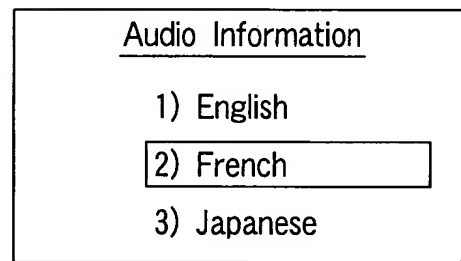 Audio Information
1) English
2) French
3) Japanese